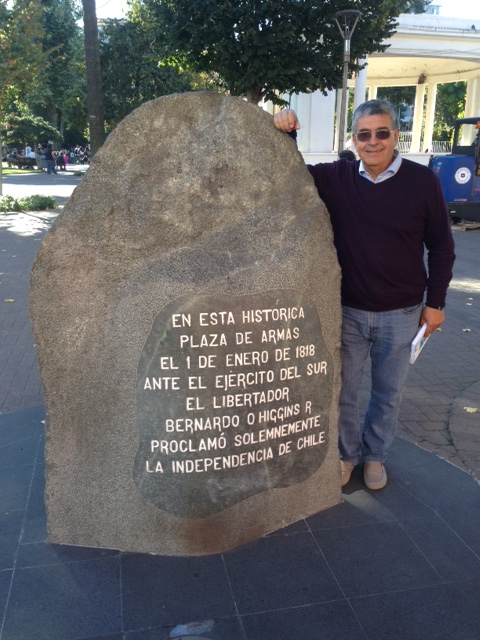 EN ESTA HISTORICA
PLAZA DE ARMAS
EL 1 DE ENERO DE 1818
ANTE EL EJÉRCITO DEL SUR
EL LIBERTADOR
BERNARDO O HIGGINS R
PROCLAMÓ SOLEMNEMENTE
LA INDEPENDENCIA DE CHILE